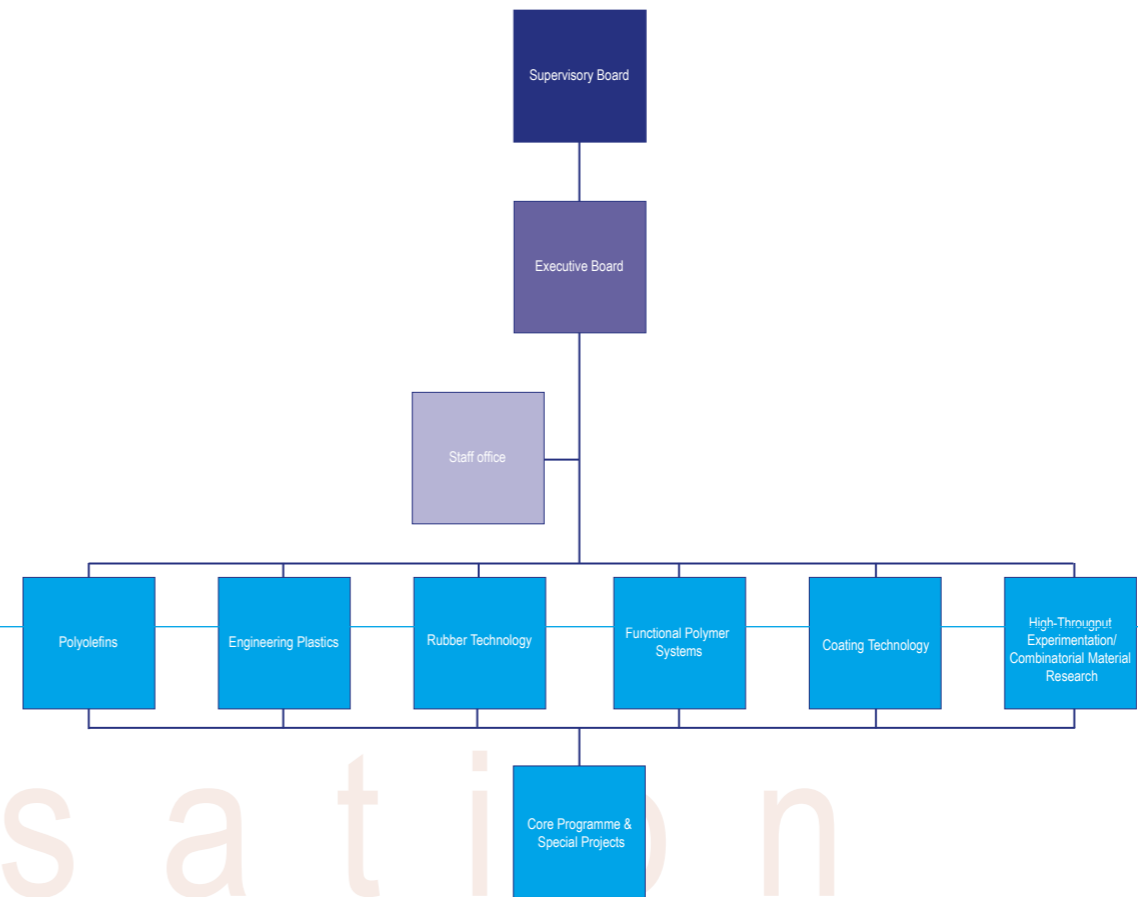 Supervisory Board
Executive Board
Staff office
Polyolefins
Engineering Plastics
Rubber Technology
Functional Polymer
Systems
Coating Technology
High-Througput
Experimentation/
Combinatorial Material
Research
Core Programme &
Special Projects
s a t i o n